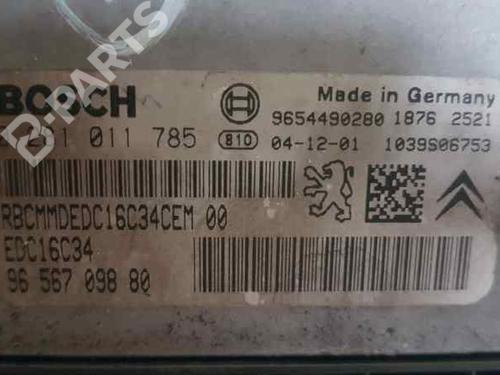 B-PARTS
BOSCH
Made in Germany
9654490280 1876 2521
281 011 785 810 04-12-01 1039S06753
RBCMMDEDC16C34CEM 00
EDC16C34
96 567 098 80